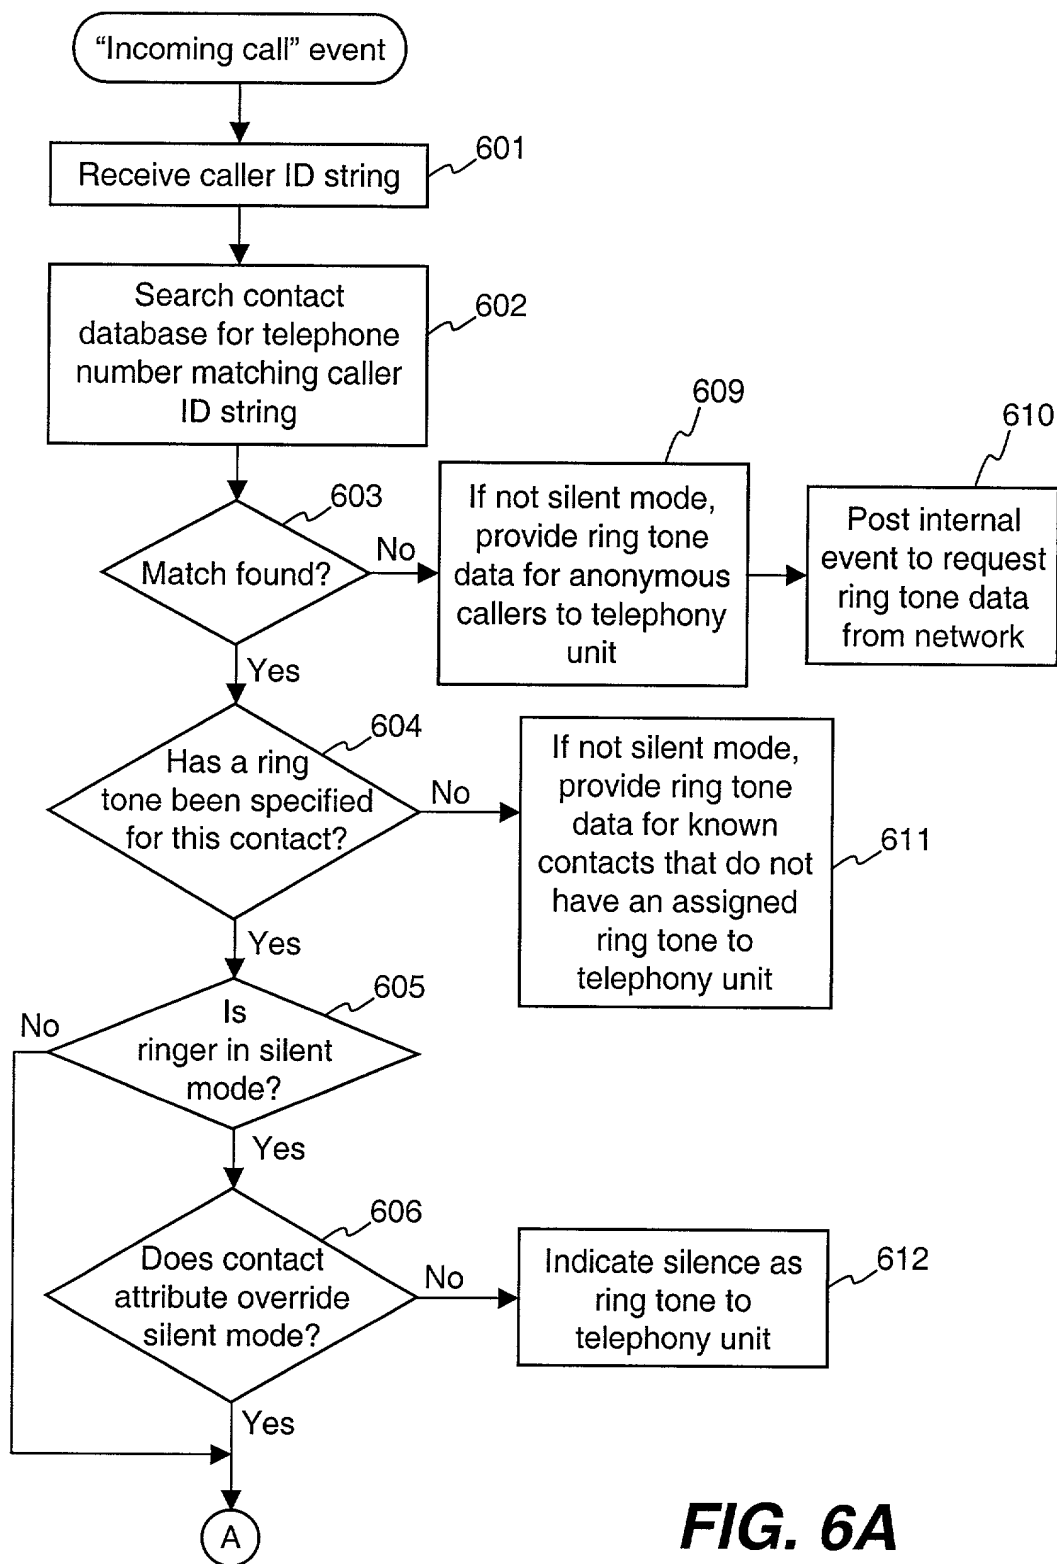 “Incoming call” event
601
Receive caller ID string
602
Search contact
database for telephone
number matching caller
ID string
603
Match found?
No
609
If not silent mode,
provide ring tone
data for anonymous
callers to telephony
unit
610
Post internal
event to request
ring tone data
from network
Yes
604
Has a ring
tone been specified
for this contact?
No
If not silent mode,
provide ring tone
data for known
contacts that do not
have an assigned
ring tone to
telephony unit
611
Yes
605
Is
ringer in silent
mode?
No
Yes
606
Does contact
attribute override
silent mode?
No
Indicate silence as
ring tone to
telephony unit
612
Yes
A
FIG. 6A